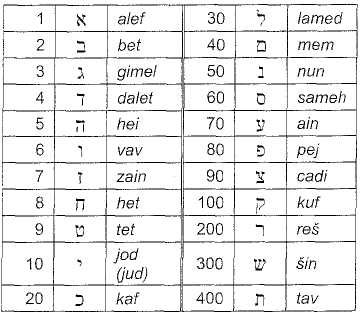 1 א alef 30 ל lamed
2 ב bet 40 מ mem
3 ג gimel 50 נ nun
4 ד dalet 60 ס sameh
5 ה hei 70 ע ain
6 ו vav 80 פ pej
7 ז zain 90 צ cadi
8 ח het 100 ק kuf
9 ט tet 200 ר reš
10 י jod (jud) 300 ש šin
20 כ kaf 400 ת tav